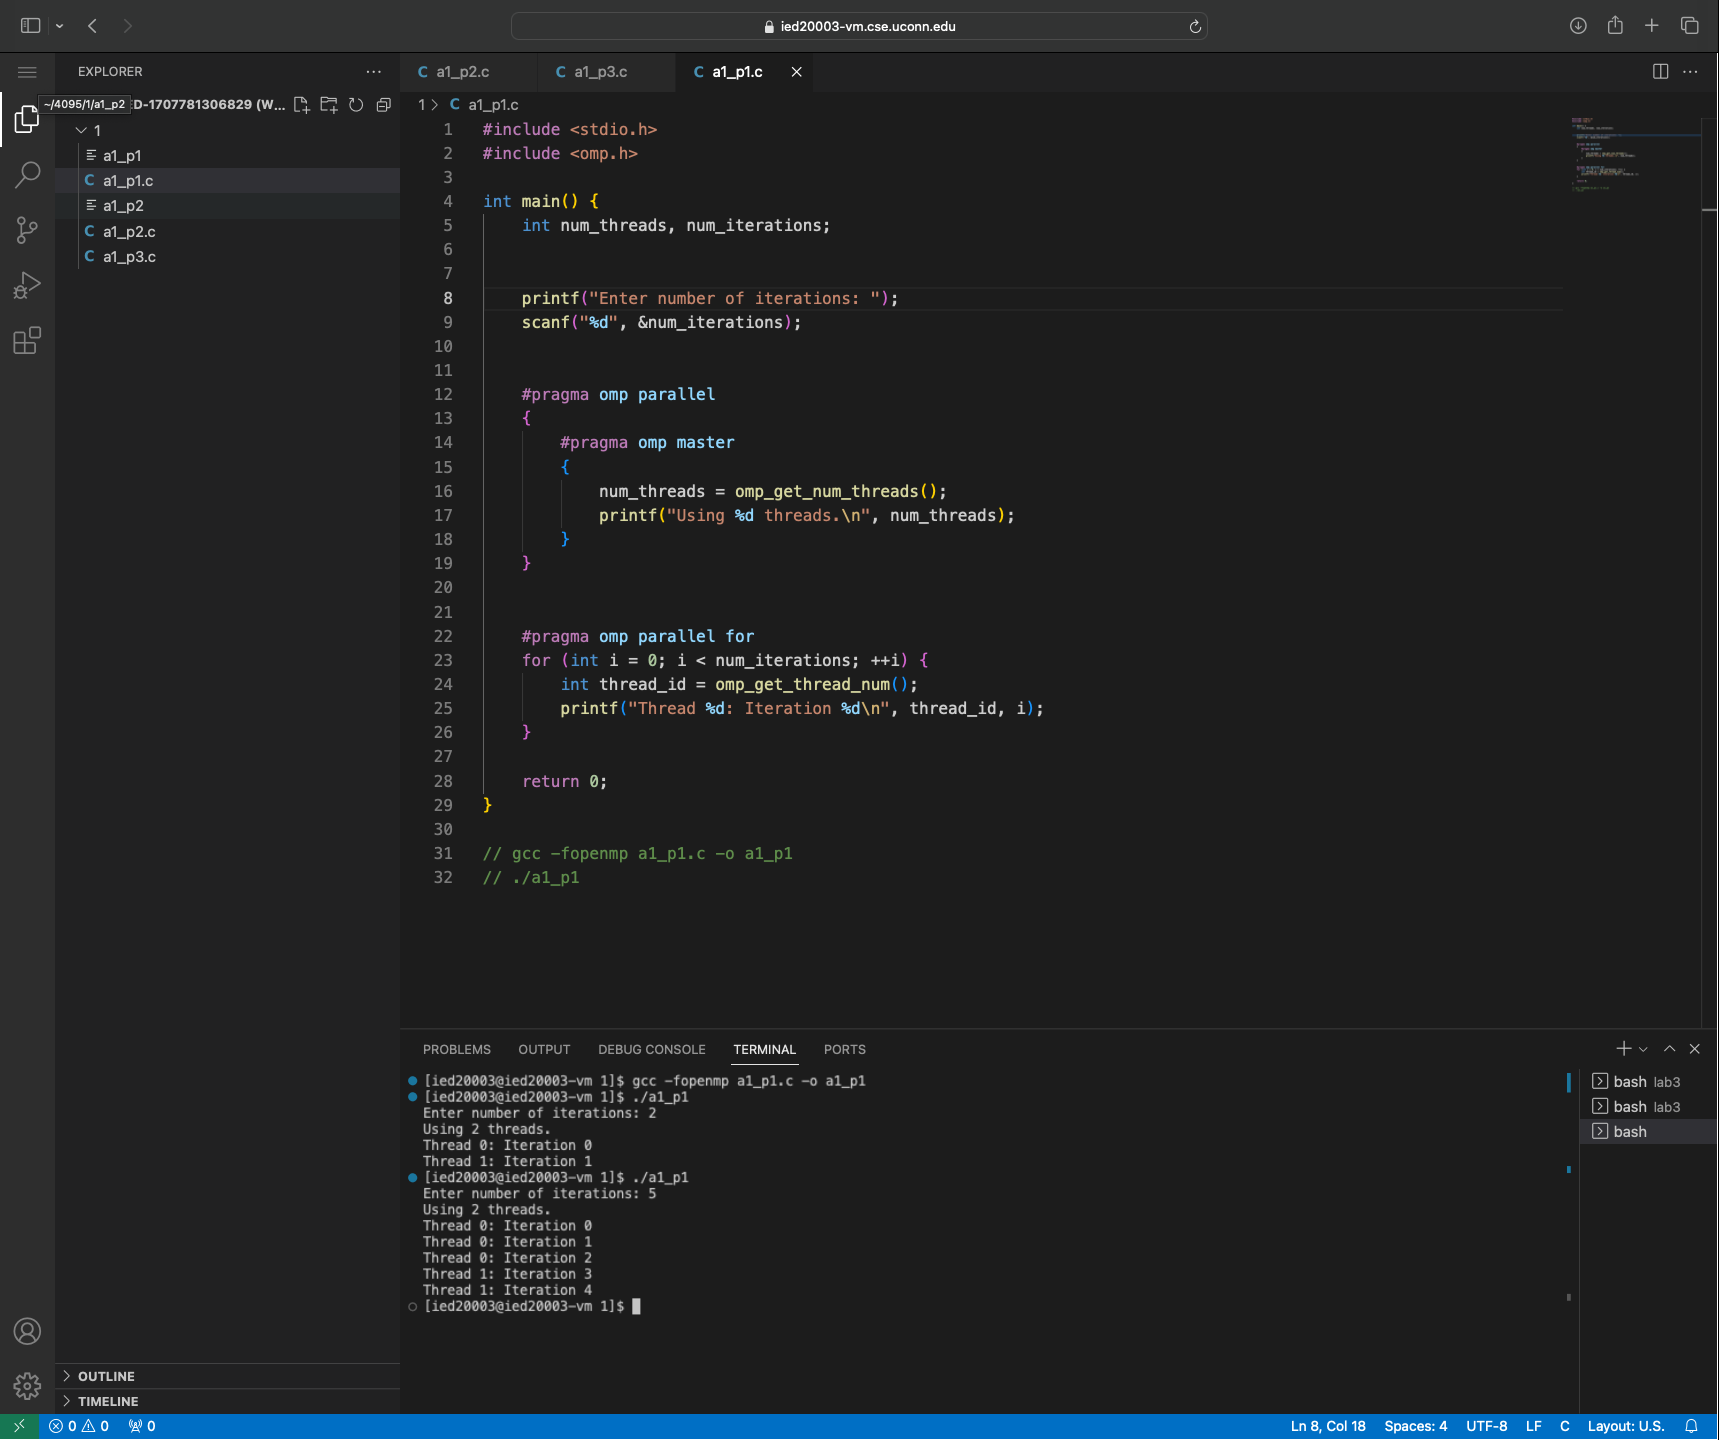 ied20003-vm.cse.uconn.edu
EXPLORER
~/4095/1/a1_p2
ED-1707781306829 (W...
1
a1_p1
C a1_p1.c
a1_p2
C a1_p2.c
C a1_p3.c
OUTLINE
TIMELINE
C a1_p2.c C a1_p3.c C a1_p1.c
1 > C a1_p1.c
1 #include <stdio.h>
2 #include <omp.h>
3
4 int main() {
5 int num_threads, num_iterations;
6
7
8 printf("Enter number of iterations: ");
9 scanf("%d", &num_iterations);
10
11
12 #pragma omp parallel
13 {
14 #pragma omp master
15 {
16 num_threads = omp_get_num_threads();
17 printf("Using %d threads.\n", num_threads);
18 }
19 }
20
21
22 #pragma omp parallel for
23 for (int i = 0; i < num_iterations; ++i) {
24 int thread_id = omp_get_thread_num();
25 printf("Thread %d: Iteration %d\n", thread_id, i);
26 }
27
28 return 0;
29 }
30
31 // gcc -fopenmp a1_p1.c -o a1_p1
32 // ./a1_p1
PROBLEMS OUTPUT DEBUG CONSOLE TERMINAL PORTS
[ied20003@ied20003-vm 1]$ gcc -fopenmp a1_p1.c -o a1_p1
[ied20003@ied20003-vm 1]$ ./a1_p1
Enter number of iterations: 2
Using 2 threads.
Thread 0: Iteration 0
Thread 1: Iteration 1
[ied20003@ied20003-vm 1]$ ./a1_p1
Enter number of iterations: 5
Using 2 threads.
Thread 0: Iteration 0
Thread 0: Iteration 1
Thread 0: Iteration 2
Thread 1: Iteration 3
Thread 1: Iteration 4
[ied20003@ied20003-vm 1]$
bash lab3
bash lab3
bash
0 0 0
Ln 8, Col 18 Spaces: 4 UTF-8 LF C Layout: U.S.